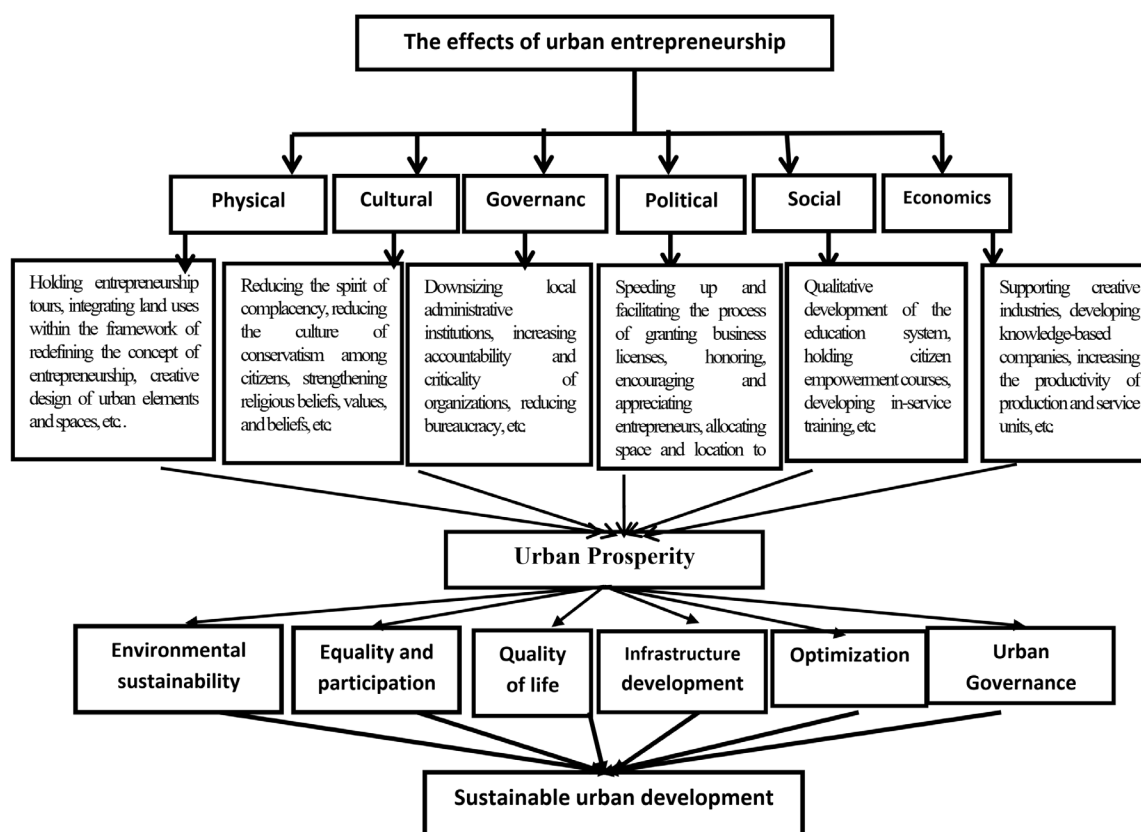 The effects of urban entrepreneurship
Physical
Cultural
Governanc
Political
Social
Economics
Holding entrepreneurship
tours, integrating land uses
within the framework of
redefining the concept of
entrepreneurship, creative
design of urban elements
and spaces, etc .
Reducing the spirit of
complacency, reducing
the culture of
conservatism among
citizens, strengthening
religious beliefs, values,
and beliefs, etc
Downsizing local
administrative
institutions, increasing
accountability and
criticality of
organizations, reducing
bureaucracy, etc
Speeding up and
facilitating the process
of granting business
licenses, honoring,
encouraging and
appreciating
entrepreneurs, allocating
space and location to
Qualitative
development of the
education system,
holding citizen
empowerment courses,
developing in-service
training, etc
Supporting creative
industries, developing
knowledge-based
companies, increasing
the productivity of
production and service
units, etc
Urban Prosperity
Environmental
sustainability
Equality and
participation
Quality
of life
Infrastructure
development
Optimization
Urban
Governance
Sustainable urban development